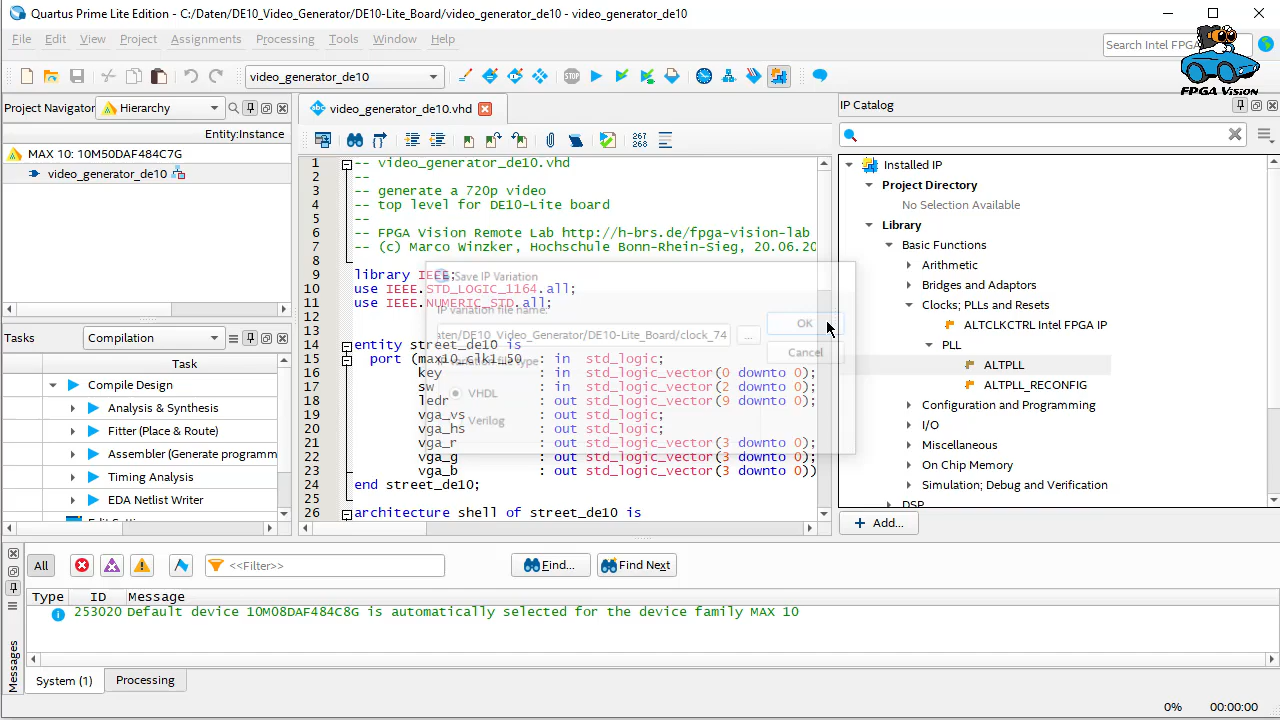 Quartus Prime Lite Edition - C:/Daten/DE10_Video_Generator/DE10-Lite_Board/video_generator_de10 - video_generator_de10
File Edit View Project Assignments Processing Tools Window Help
Search Intel FPGA
FPGA Vision
video_generator_de10
STOP
Project Navigator Hierarchy
Entity:Instance
MAX 10: 10M50DAF484C7G
video_generator_de10
Tasks Compilation
Task
Compile Design
Analysis & Synthesis
Fitter (Place & Route)
Assembler (Generate programm
Timing Analysis
EDA Netlist Writer
video_generator_de10.vhd
267
268
1 -- video_generator_de10.vhd
2 --
3 -- generate a 720p video
4 -- top level for DE10-Lite board
5 --
6 -- FPGA Vision Remote Lab http://h-brs.de/fpga-vision-lab
7 -- (c) Marco Winzker, Hochschule Bonn-Rhein-Sieg, 20.06.20
8
9 library IEEE;
10 use IEEE.STD_LOGIC_1164.all;
11 use IEEE.NUMERIC_STD.all;
12
13
14 entity street_de10 is
15 port (max10_clk1_50 : in std_logic;
16 key : in std_logic_vector(0 downto 0);
17 sw : in std_logic_vector(2 downto 0);
18 ledr : out std_logic_vector(9 downto 0);
19 vga_vs : out std_logic;
20 vga_hs : out std_logic;
21 vga_r : out std_logic_vector(3 downto 0);
22 vga_g : out std_logic_vector(3 downto 0);
23 vga_b : out std_logic_vector(3 downto 0))
24 end street_de10;
25
26 architecture shell of street_de10 is
Save IP Variation
IP variation file name:
aten/DE10_Video_Generator/DE10-Lite_Board/clock_74
...
OK
Cancel
VHDL
Verilog
IP Catalog
Installed IP
Project Directory
No Selection Available
Library
Basic Functions
Arithmetic
Bridges and Adaptors
Clocks; PLLs and Resets
ALTCLKCTRL Intel FPGA IP
PLL
ALTPLL
ALTPLL_RECONFIG
Configuration and Programming
I/O
Miscellaneous
On Chip Memory
Simulation; Debug and Verification
DSP
+ Add...
All <<Filter>> Find... Find Next
Type ID Message
253020 Default device 10M08DAF484C8G is automatically selected for the device family MAX 10
Messages
System (1) Processing
0% 00:00:00